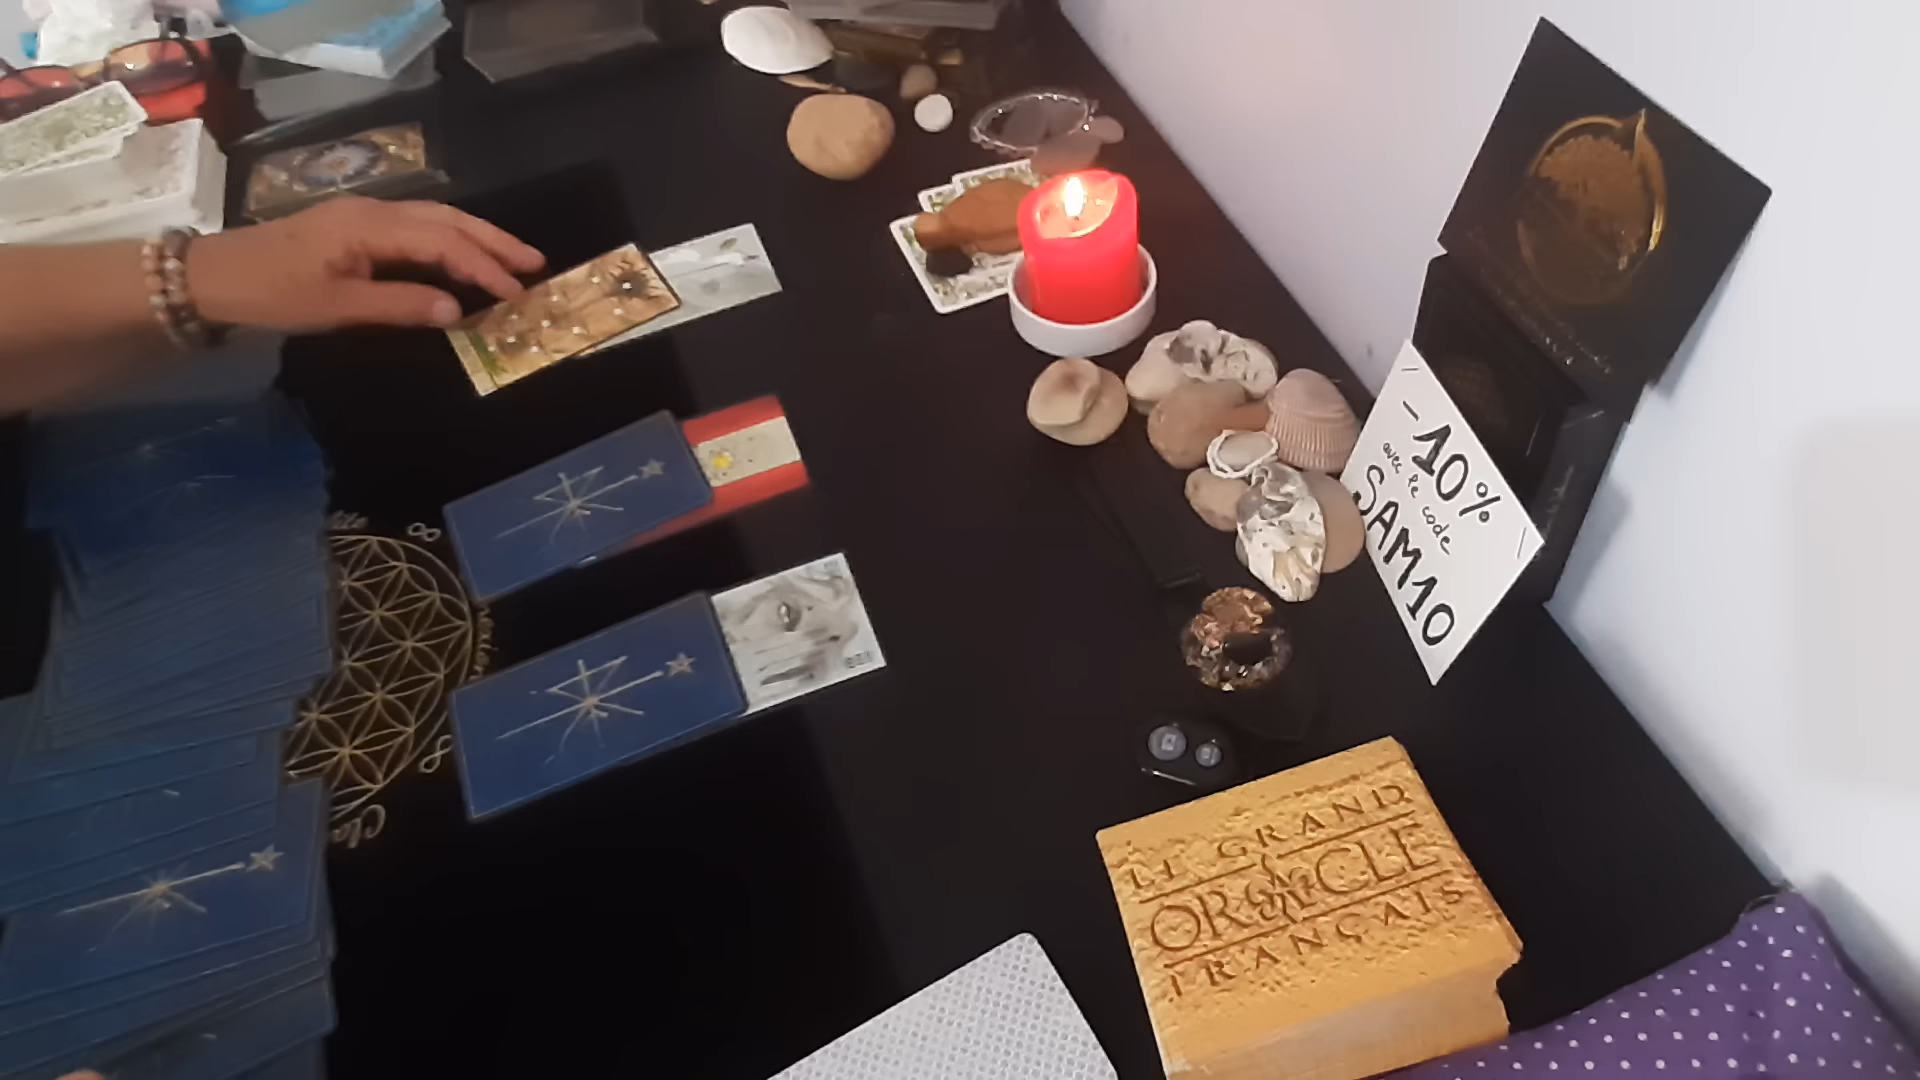 -10%
avec le code
SAM10
LE GRAND
ORACLE
FRANÇAIS